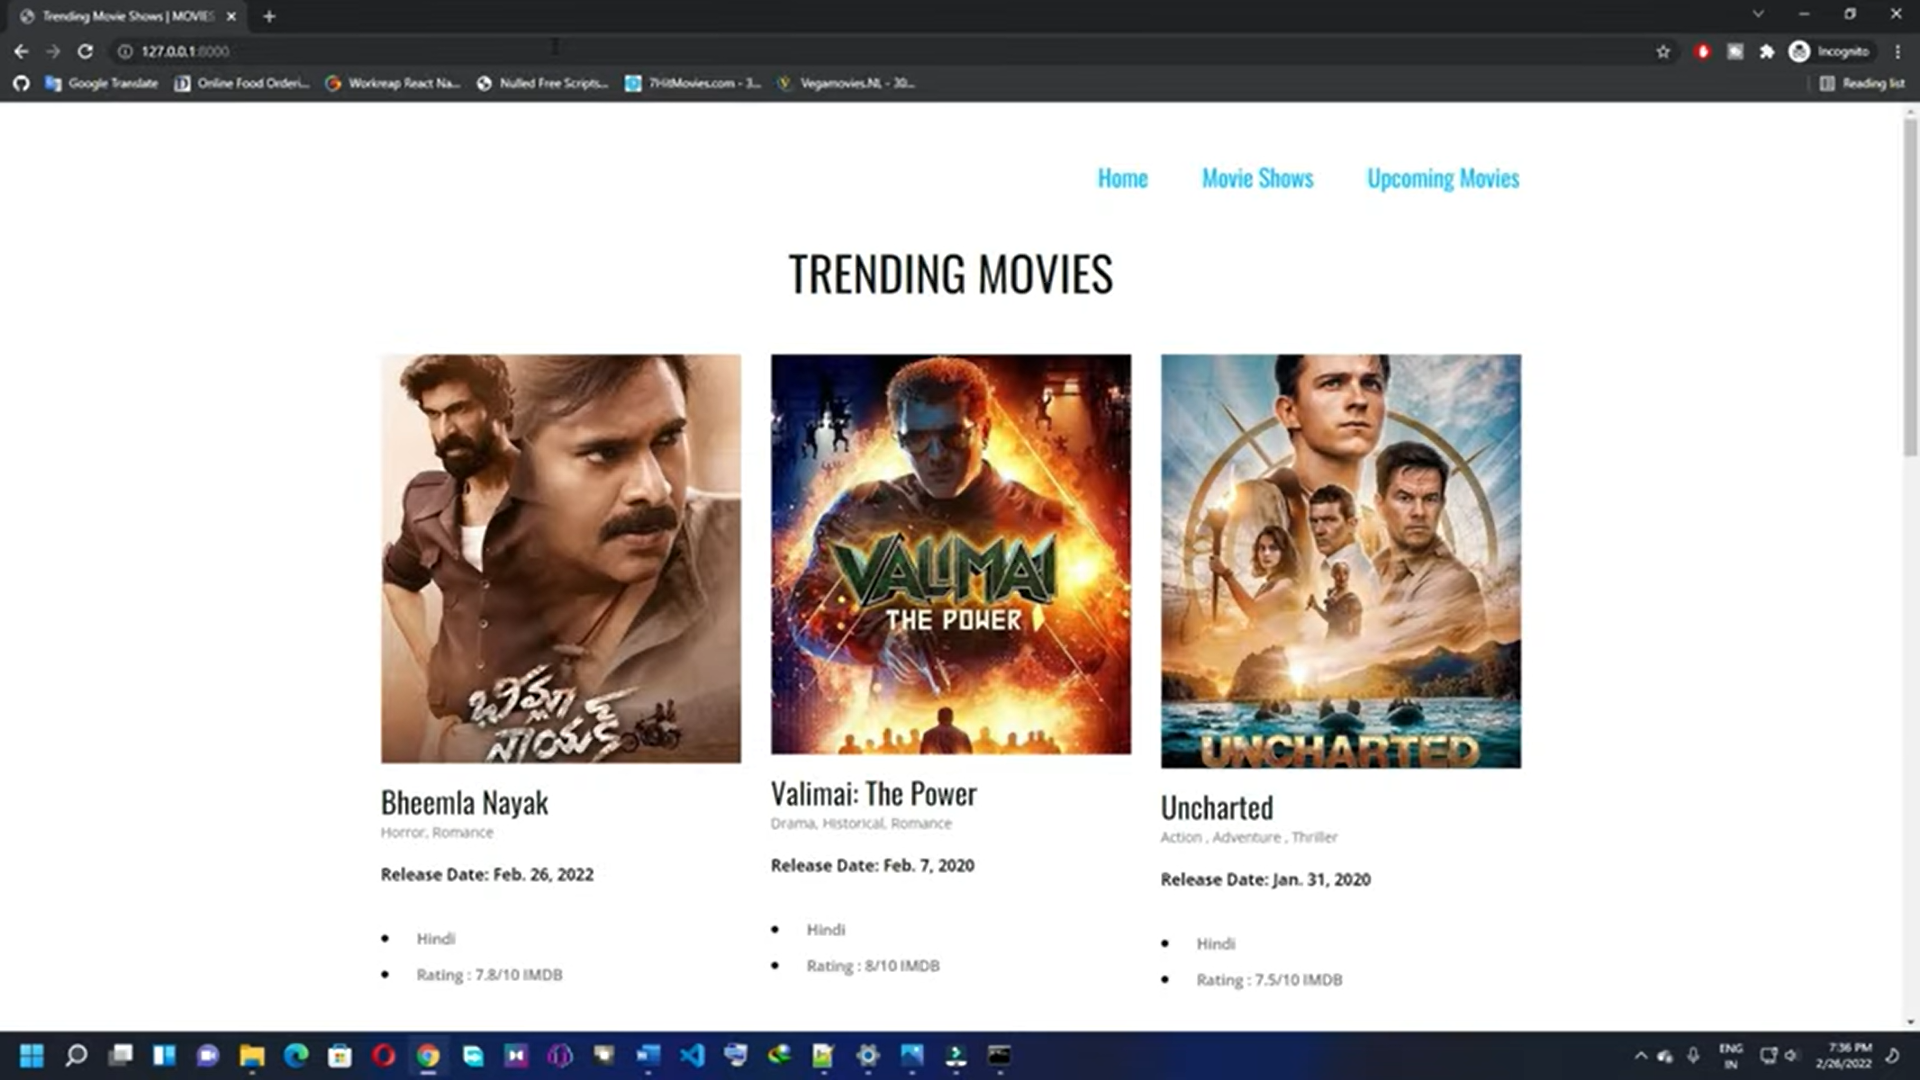 Trending Movie Shows | MOVIES
127.0.0.1:8000
Incognito
Google Translate
Online Food Orderi...
Workreap React Na...
Nulled Free Scripts...
7HitMovies.com - 3...
Vegamovies.NL - 30...
Reading list
Home
Movie Shows
Upcoming Movies
TRENDING MOVIES
భీమ్లా
నాయక్
VALIMAI
THE POWER
UNCHARTED
Bheemla Nayak
Horror, Romance
Release Date: Feb. 26, 2022
Hindi
Rating : 7.8/10 IMDB
Valimai: The Power
Drama, Historical, Romance
Release Date: Feb. 7, 2020
Hindi
Rating : 8/10 IMDB
Uncharted
Action , Adventure , Thriller
Release Date: Jan. 31, 2020
Hindi
Rating : 7.5/10 IMDB
ENG
IN
7:36 PM
2/26/2022